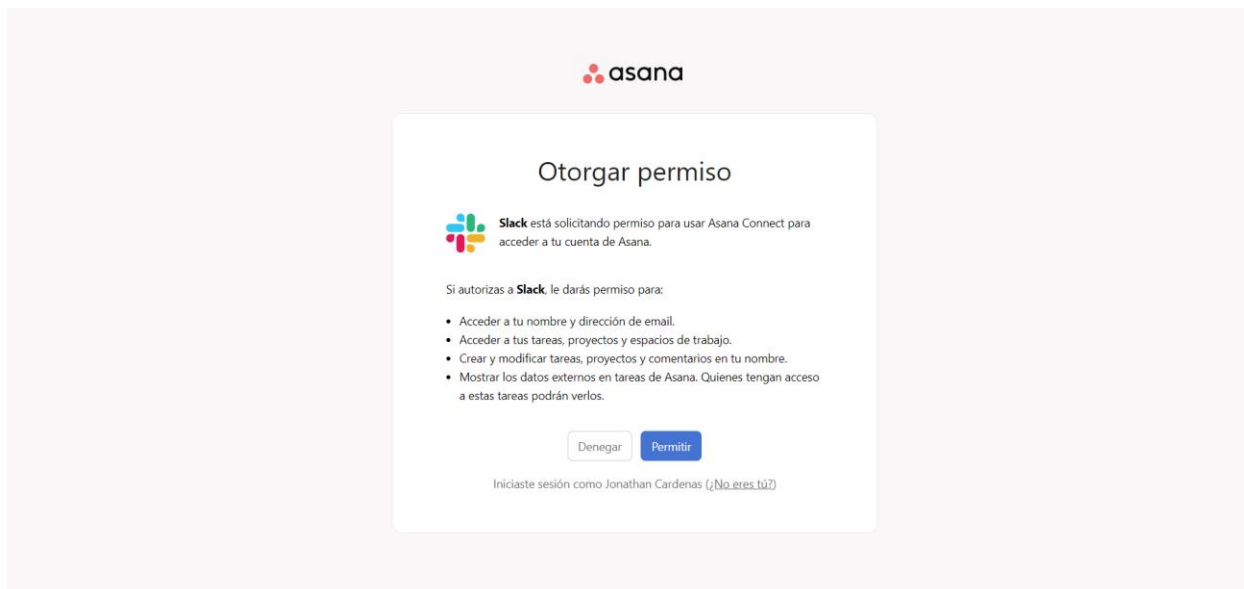 asana
Otorgar permiso
Slack está solicitando permiso para usar Asana Connect para
acceder a tu cuenta de Asana.
Si autorizas a Slack, le darás permiso para:
• Acceder a tu nombre y dirección de email.
• Acceder a tus tareas, proyectos y espacios de trabajo.
• Crear y modificar tareas, proyectos y comentarios en tu nombre.
• Mostrar los datos externos en tareas de Asana. Quienes tengan acceso
a estas tareas podrán verlos.
Denegar Permitir
Iniciaste sesión como Jonathan Cardenas (¿No eres tú?)